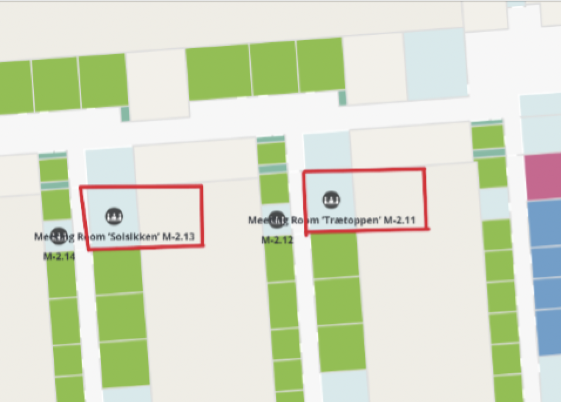 Meeting Room 'Solsikken' M-2.13
M-2.14
Meeting Room 'Trætoppen' M-2.11
M-2.12